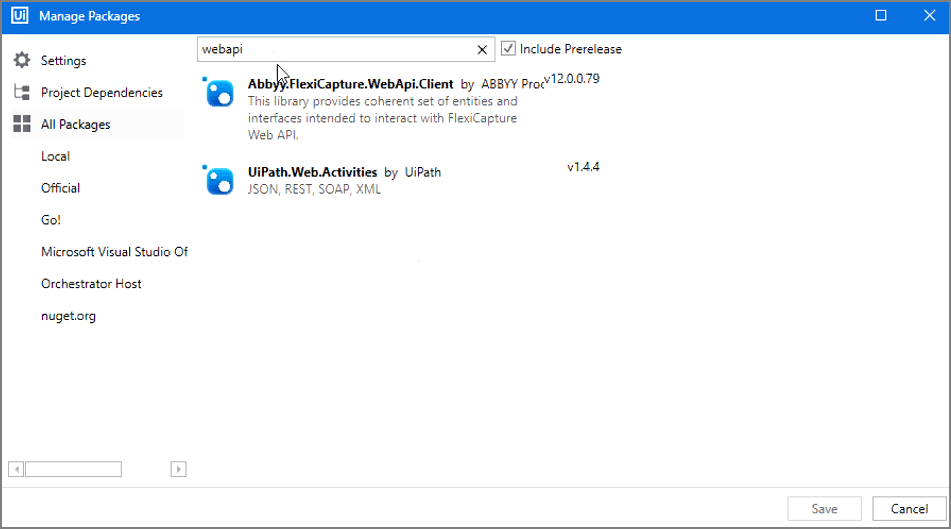 Ui Manage Packages
webapi
Include Prerelease
Settings
Project Dependencies
All Packages
Local
Official
Go!
Microsoft Visual Studio Of
Orchestrator Host
nuget.org
Abbyy.FlexiCapture.WebApi.Client by ABBYY Proc
v12.0.0.79
This library provides coherent set of entities and
interfaces intended to interact with FlexiCapture
Web API.
UiPath.Web.Activities by UiPath
v1.4.4
JSON, REST, SOAP, XML
Save
Cancel